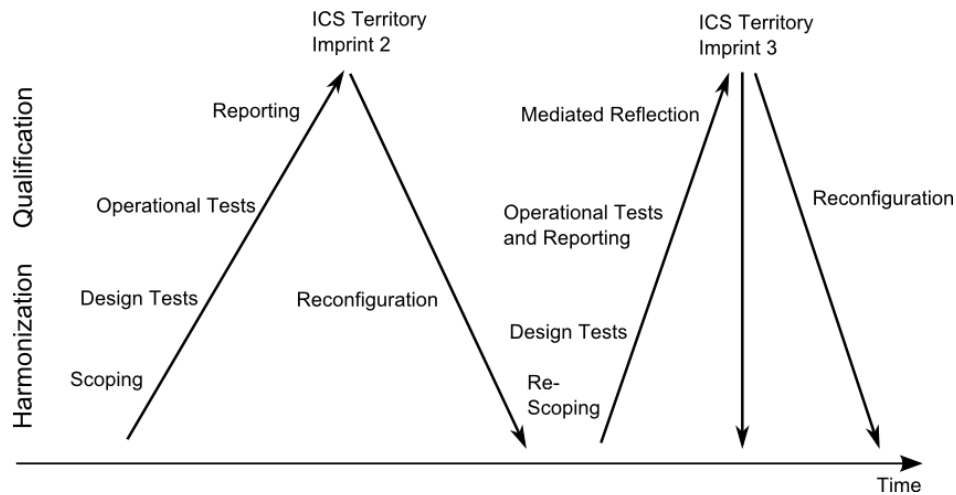 ICS Territory
Imprint 2
ICS Territory
Imprint 3
Qualification
Harmonization
Reporting
Operational Tests
Design Tests
Scoping
Reconfiguration
Mediated Reflection
Operational Tests
and Reporting
Design Tests
Re-
Scoping
Reconfiguration
Time